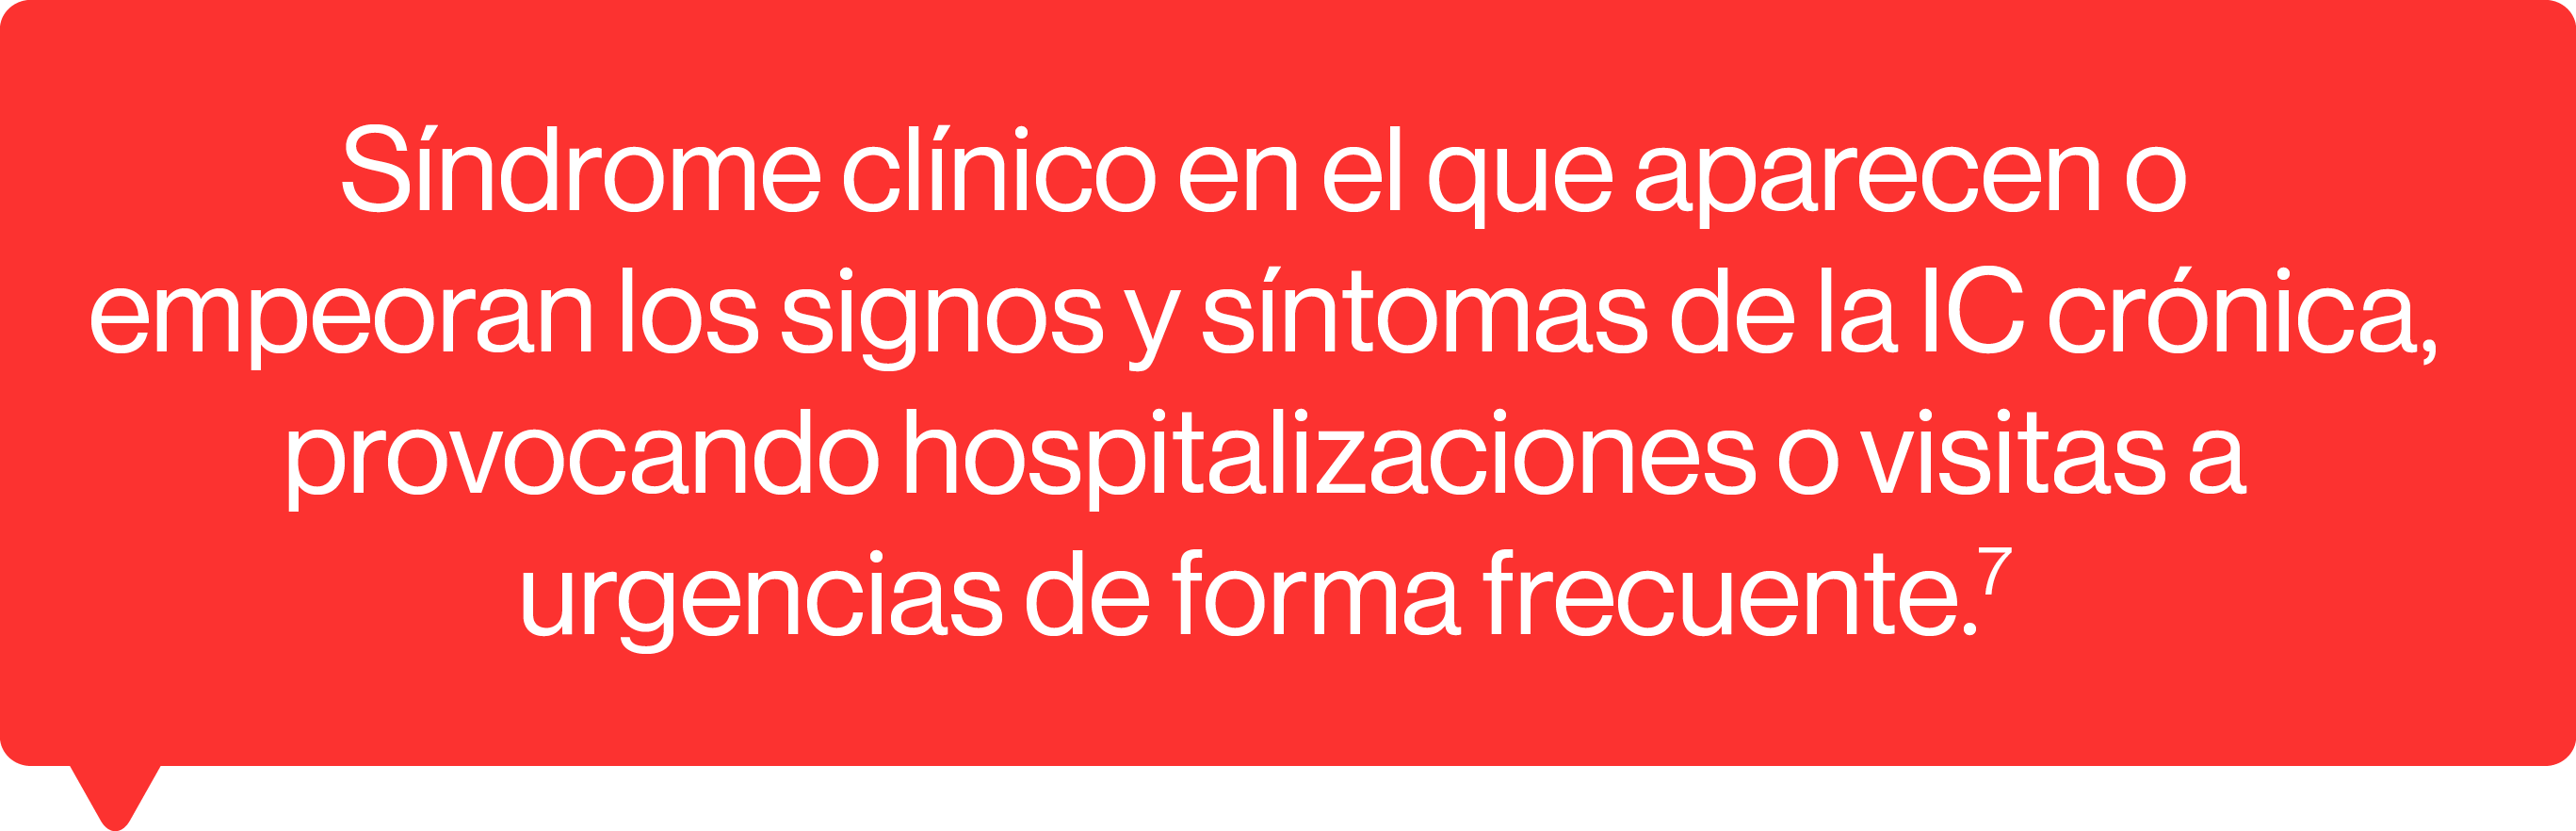 Síndrome clínico en el que aparecen o
empeoran los signos y síntomas de la IC crónica,
provocando hospitalizaciones o visitas a
urgencias de forma frecuente.⁷